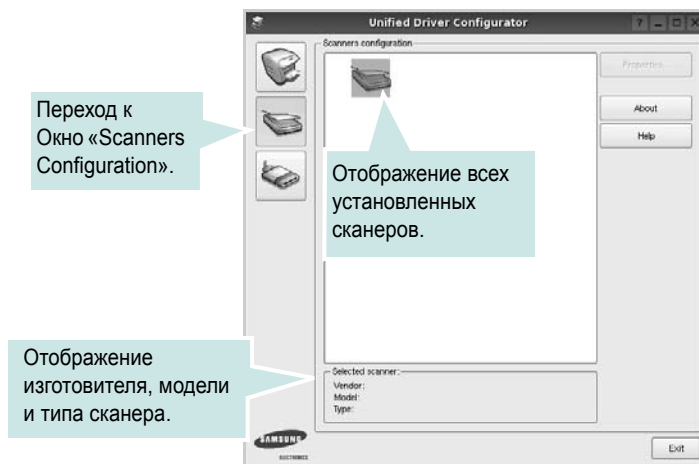 Unified Driver Configurator
Scanners configuration
Properties...
About
Help
Переход к
Окно «Scanners
Configuration».
Отображение всех
установленных
сканеров.
Отображение
изготовителя, модели
и типа сканера.
Selected scanner:
Vendor:
Model:
Type:
SAMSUNG
ELECTRONICS
Exit